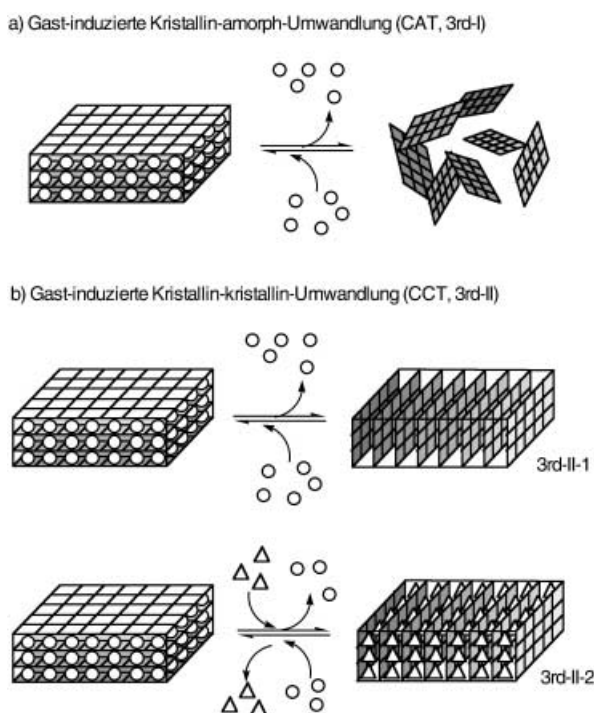 a) Gast-induzierte Kristallin-amorph-Umwandlung (CAT, 3rd-I)
b) Gast-induzierte Kristallin-kristallin-Umwandlung (CCT, 3rd-II)
3rd-II-1
3rd-II-2